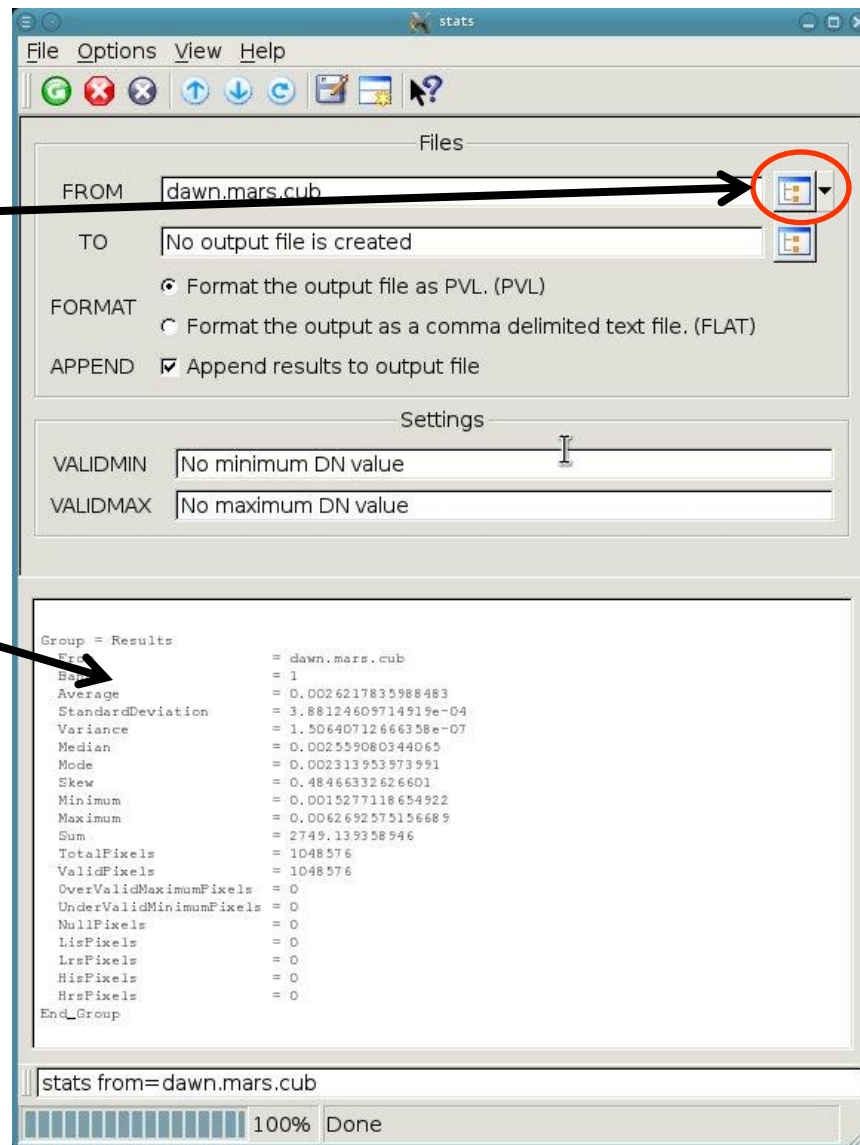 stats
File Options View Help
Files
FROM dawn.mars.cub
TO No output file is created
FORMAT
Format the output file as PVL. (PVL)
Format the output as a comma delimited text file. (FLAT)
APPEND Append results to output file
Settings
VALIDMIN No minimum DN value
VALIDMAX No maximum DN value
Group = Results
= dawn.mars.cub
= 1
Average = 0.0026217835988483
StandardDeviation = 3.88124609714919e-04
Variance = 1.50640712666358e-07
Median = 0.002559080344065
Mode = 0.002313953973991
Skew = 0.48466332626601
Minimum = 0.0015277118654922
Maximum = 0.0062692575156689
Sum = 2749.139358946
TotalPixels = 1048576
ValidPixels = 1048576
OverValidMaximumPixels = 0
UnderValidMinimumPixels = 0
NullPixels = 0
LisPixels = 0
LrsPixels = 0
HisPixels = 0
HrsPixels = 0
End_Group
stats from=dawn.mars.cub
100% Done